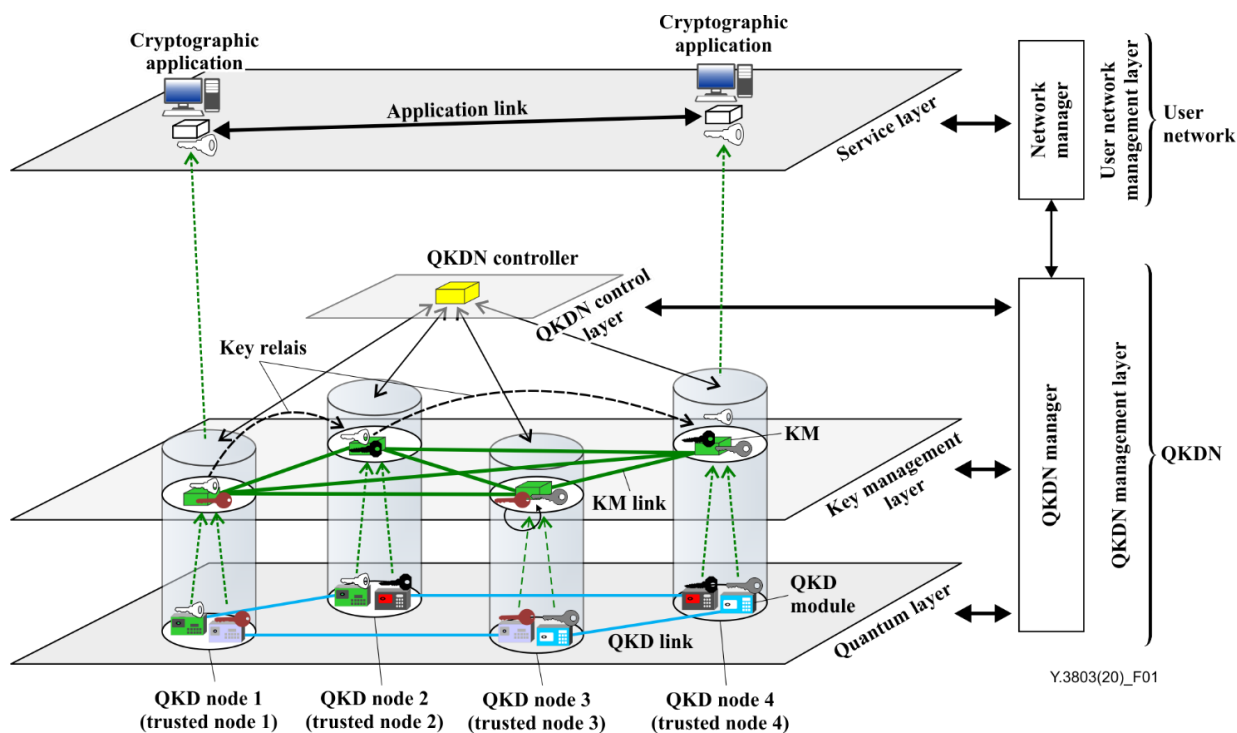 Cryptographic
application
Cryptographic
application
Application link
Service layer
Network
manager
User network
management layer
User
network
QKDN controller
QKDN control
layer
Key relais
KM
KM link
Key management
layer
QKDN manager
QKDN management layer
QKDN
QKD
module
QKD link
Quantum layer
QKD node 1
(trusted node 1)
QKD node 2
(trusted node 2)
QKD node 3
(trusted node 3)
QKD node 4
(trusted node 4)
Y.3803(20)_F01